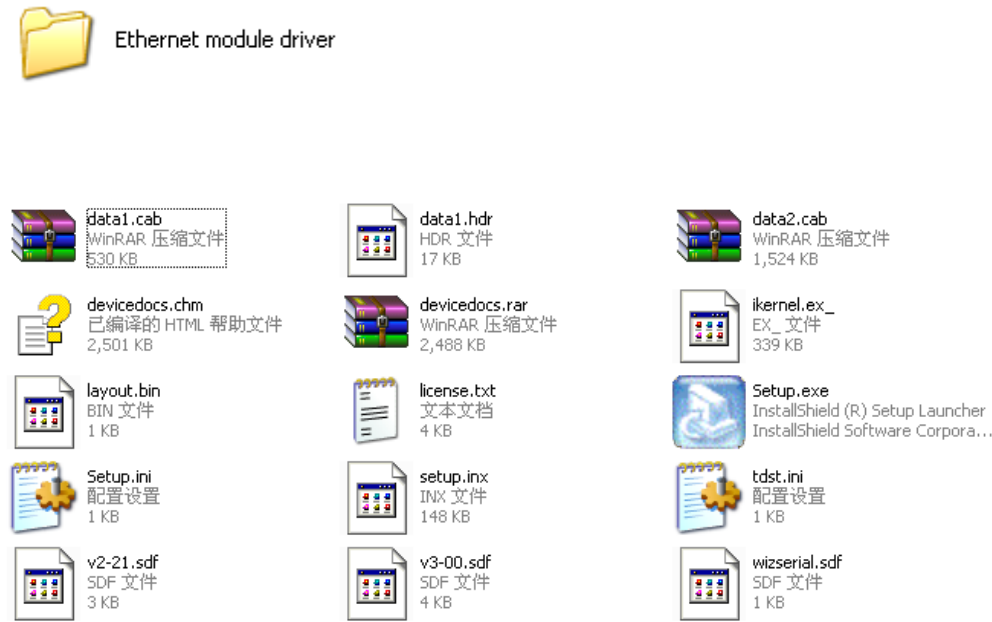 Ethernet module driver
data1.cab
WinRAR 压缩文件
530 KB
data1.hdr
HDR 文件
17 KB
data2.cab
WinRAR 压缩文件
1,524 KB
devicedocs.chm
已编译的 HTML 帮助文件
2,501 KB
devicedocs.rar
WinRAR 压缩文件
2,488 KB
ikernel.ex_
EX_ 文件
339 KB
layout.bin
BIN 文件
1 KB
license.txt
文本文档
4 KB
Setup.exe
InstallShield (R) Setup Launcher
InstallShield Software Corpora...
Setup.ini
配置设置
1 KB
setup.inx
INX 文件
148 KB
tdst.ini
配置设置
1 KB
v2-21.sdf
SDF 文件
3 KB
v3-00.sdf
SDF 文件
4 KB
wizserial.sdf
SDF 文件
1 KB